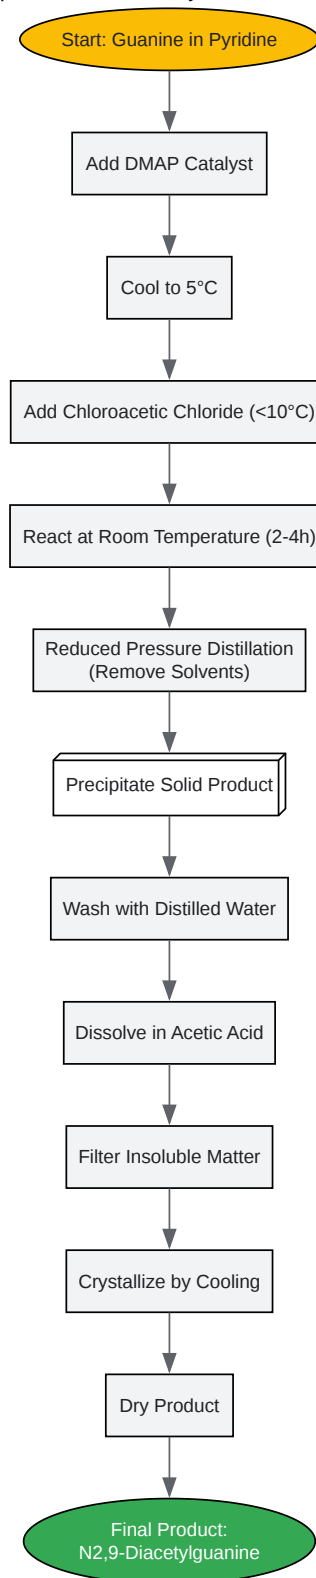 Start: Guanine in Pyridine
Add DMAP Catalyst
Cool to 5°C
Add Chloroacetic Chloride (<10°C)
React at Room Temperature (2-4h)
Reduced Pressure Distillation
(Remove Solvents)
Precipitate Solid Product
Wash with Distilled Water
Dissolve in Acetic Acid
Filter Insoluble Matter
Crystallize by Cooling
Dry Product
Final Product:
N2,9-Diacetylguanine